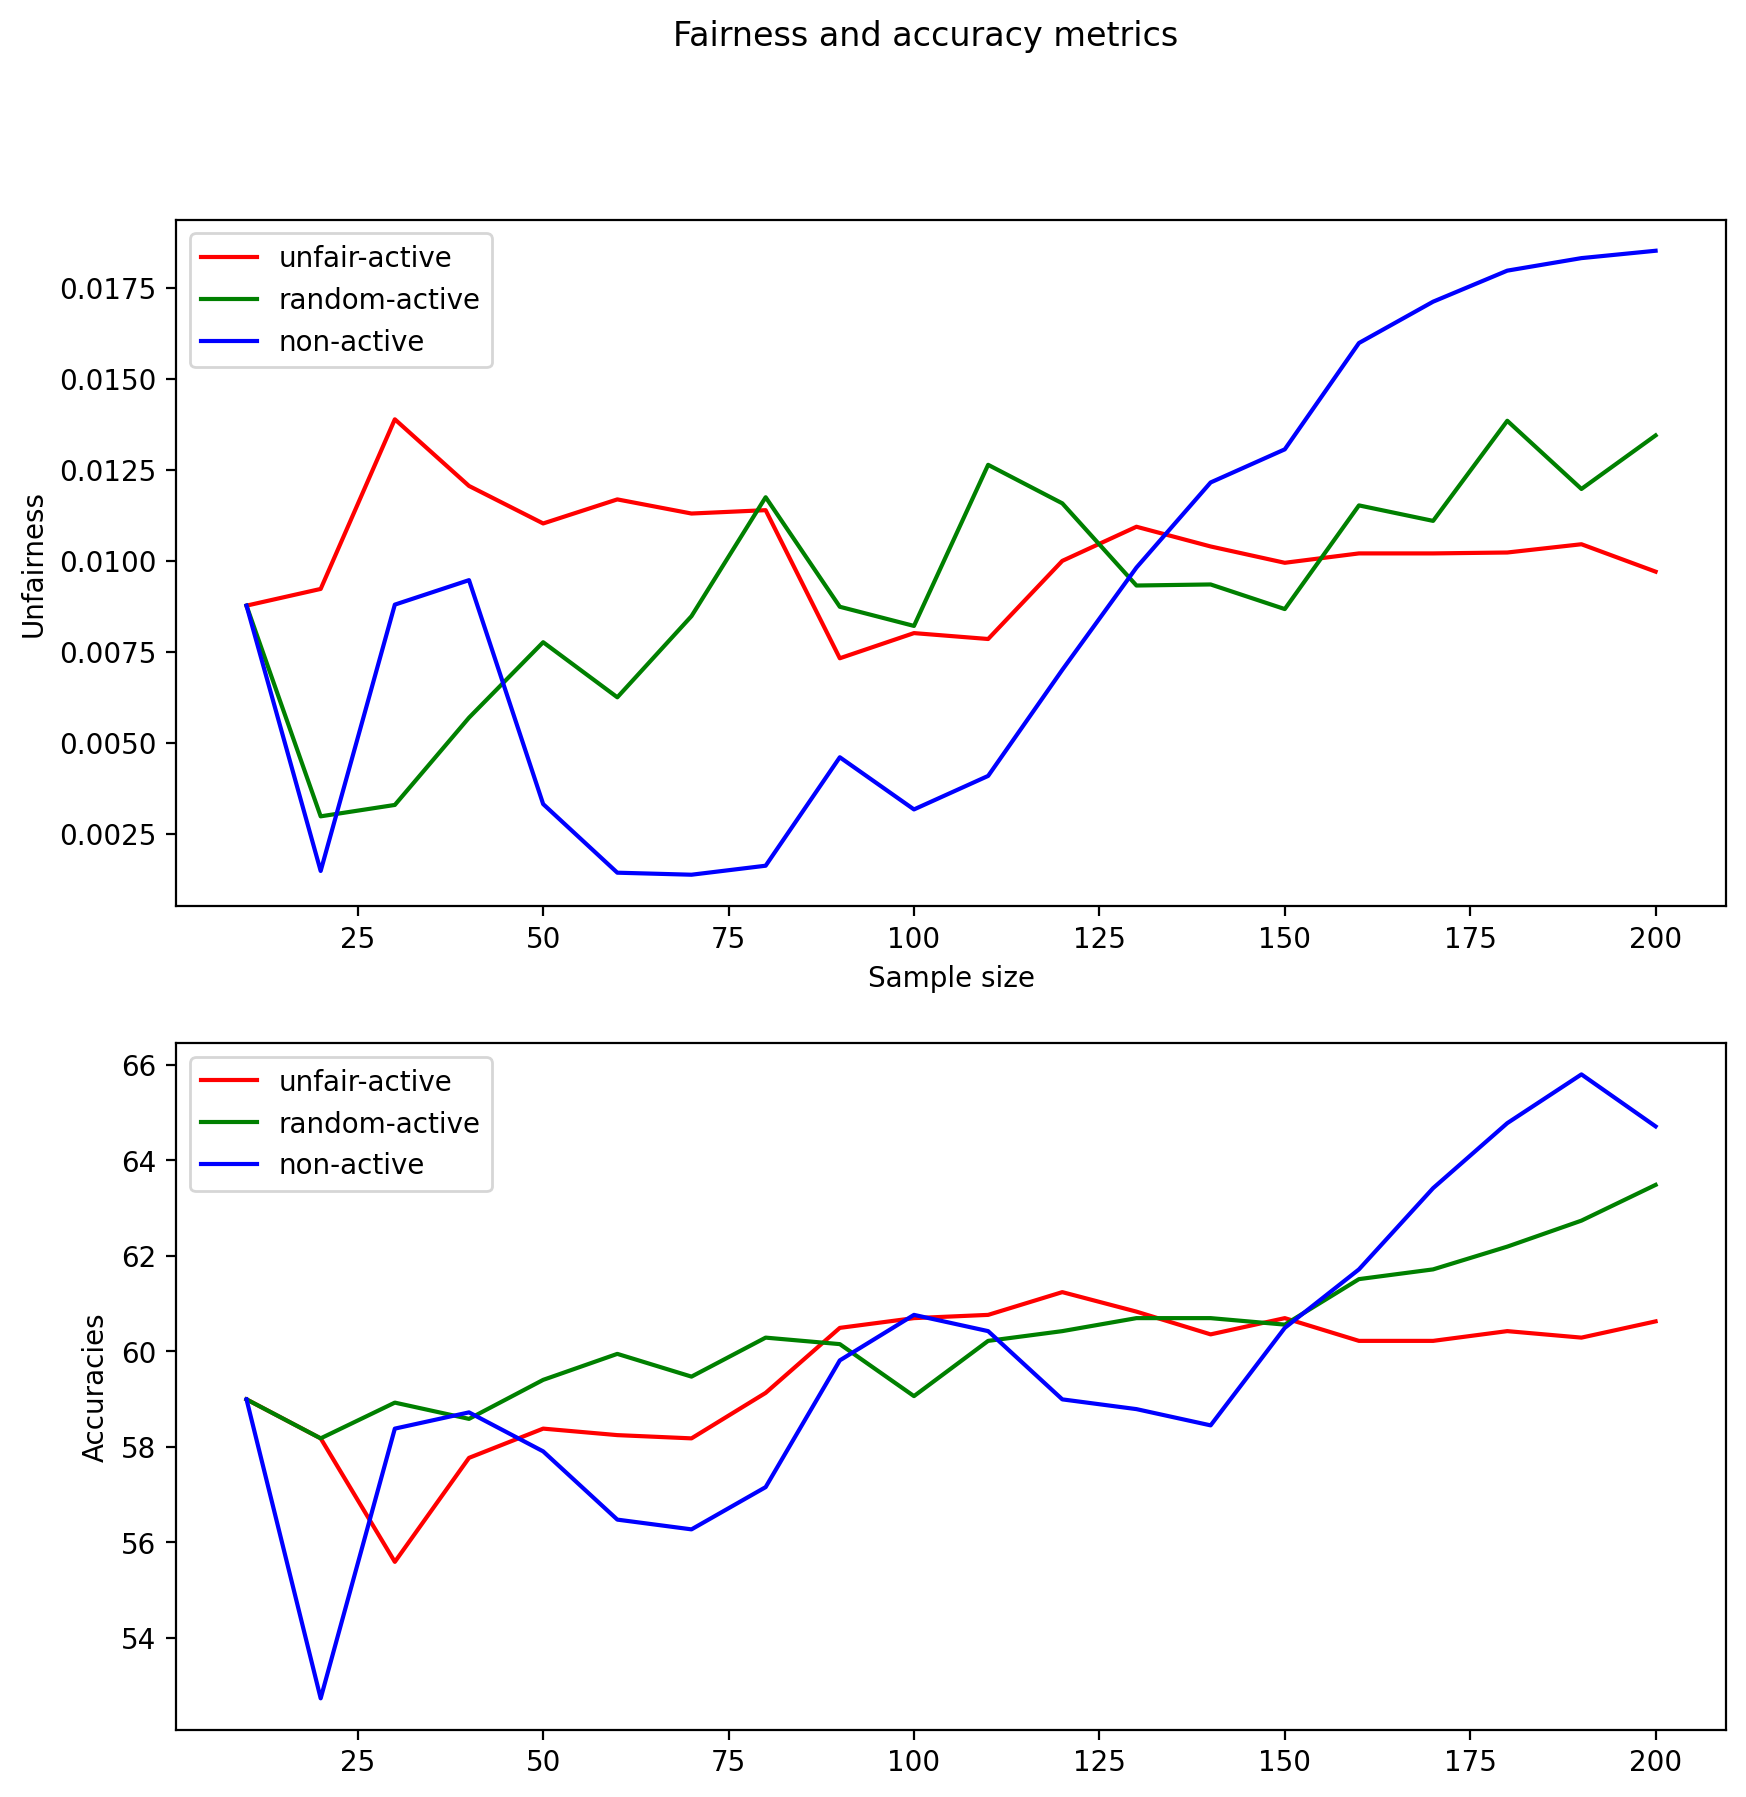 Fairness and accuracy metrics
unfair-active
random-active
non-active
0.0175
0.0150
0.0125
0.0100
0.0075
0.0050
0.0025
Unfairness
25 50 75 100 125 150 175 200
Sample size
unfair-active
random-active
non-active
66
64
62
60
58
56
54
Accuracies
25 50 75 100 125 150 175 200